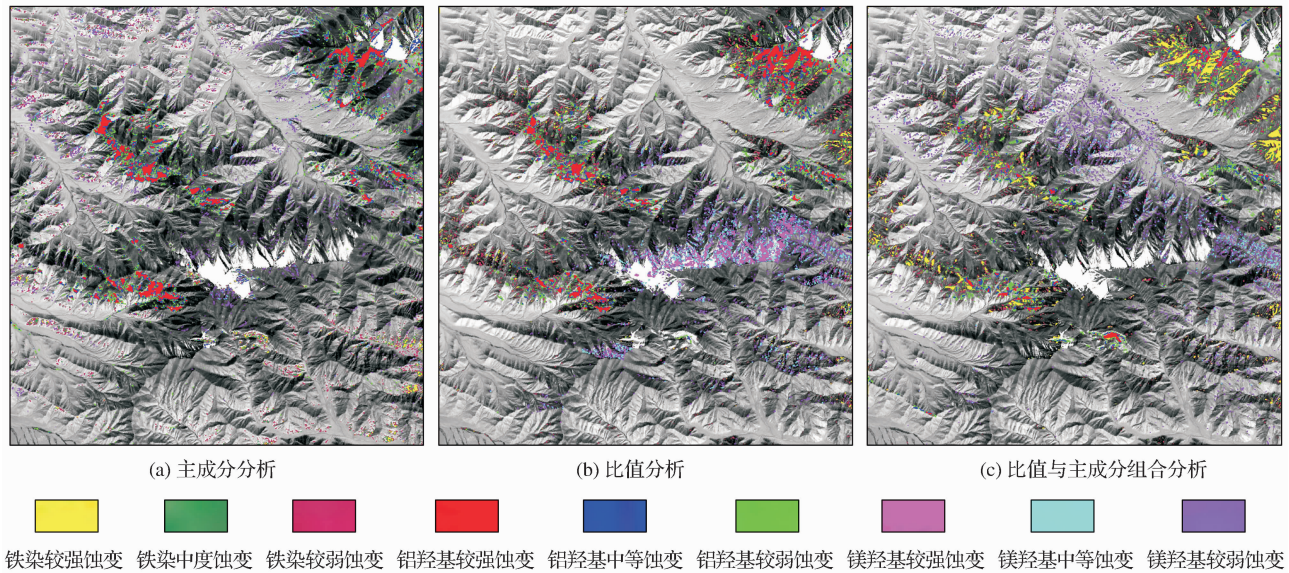 (a) 主成分分析
(b) 比值分析
(c) 比值与主成分组合分析
铁染较强蚀变
铁染中度蚀变
铁染较弱蚀变
铝羟基较强蚀变
铝羟基中等蚀变
铝羟基较弱蚀变
镁羟基较强蚀变
镁羟基中等蚀变
镁羟基较弱蚀变